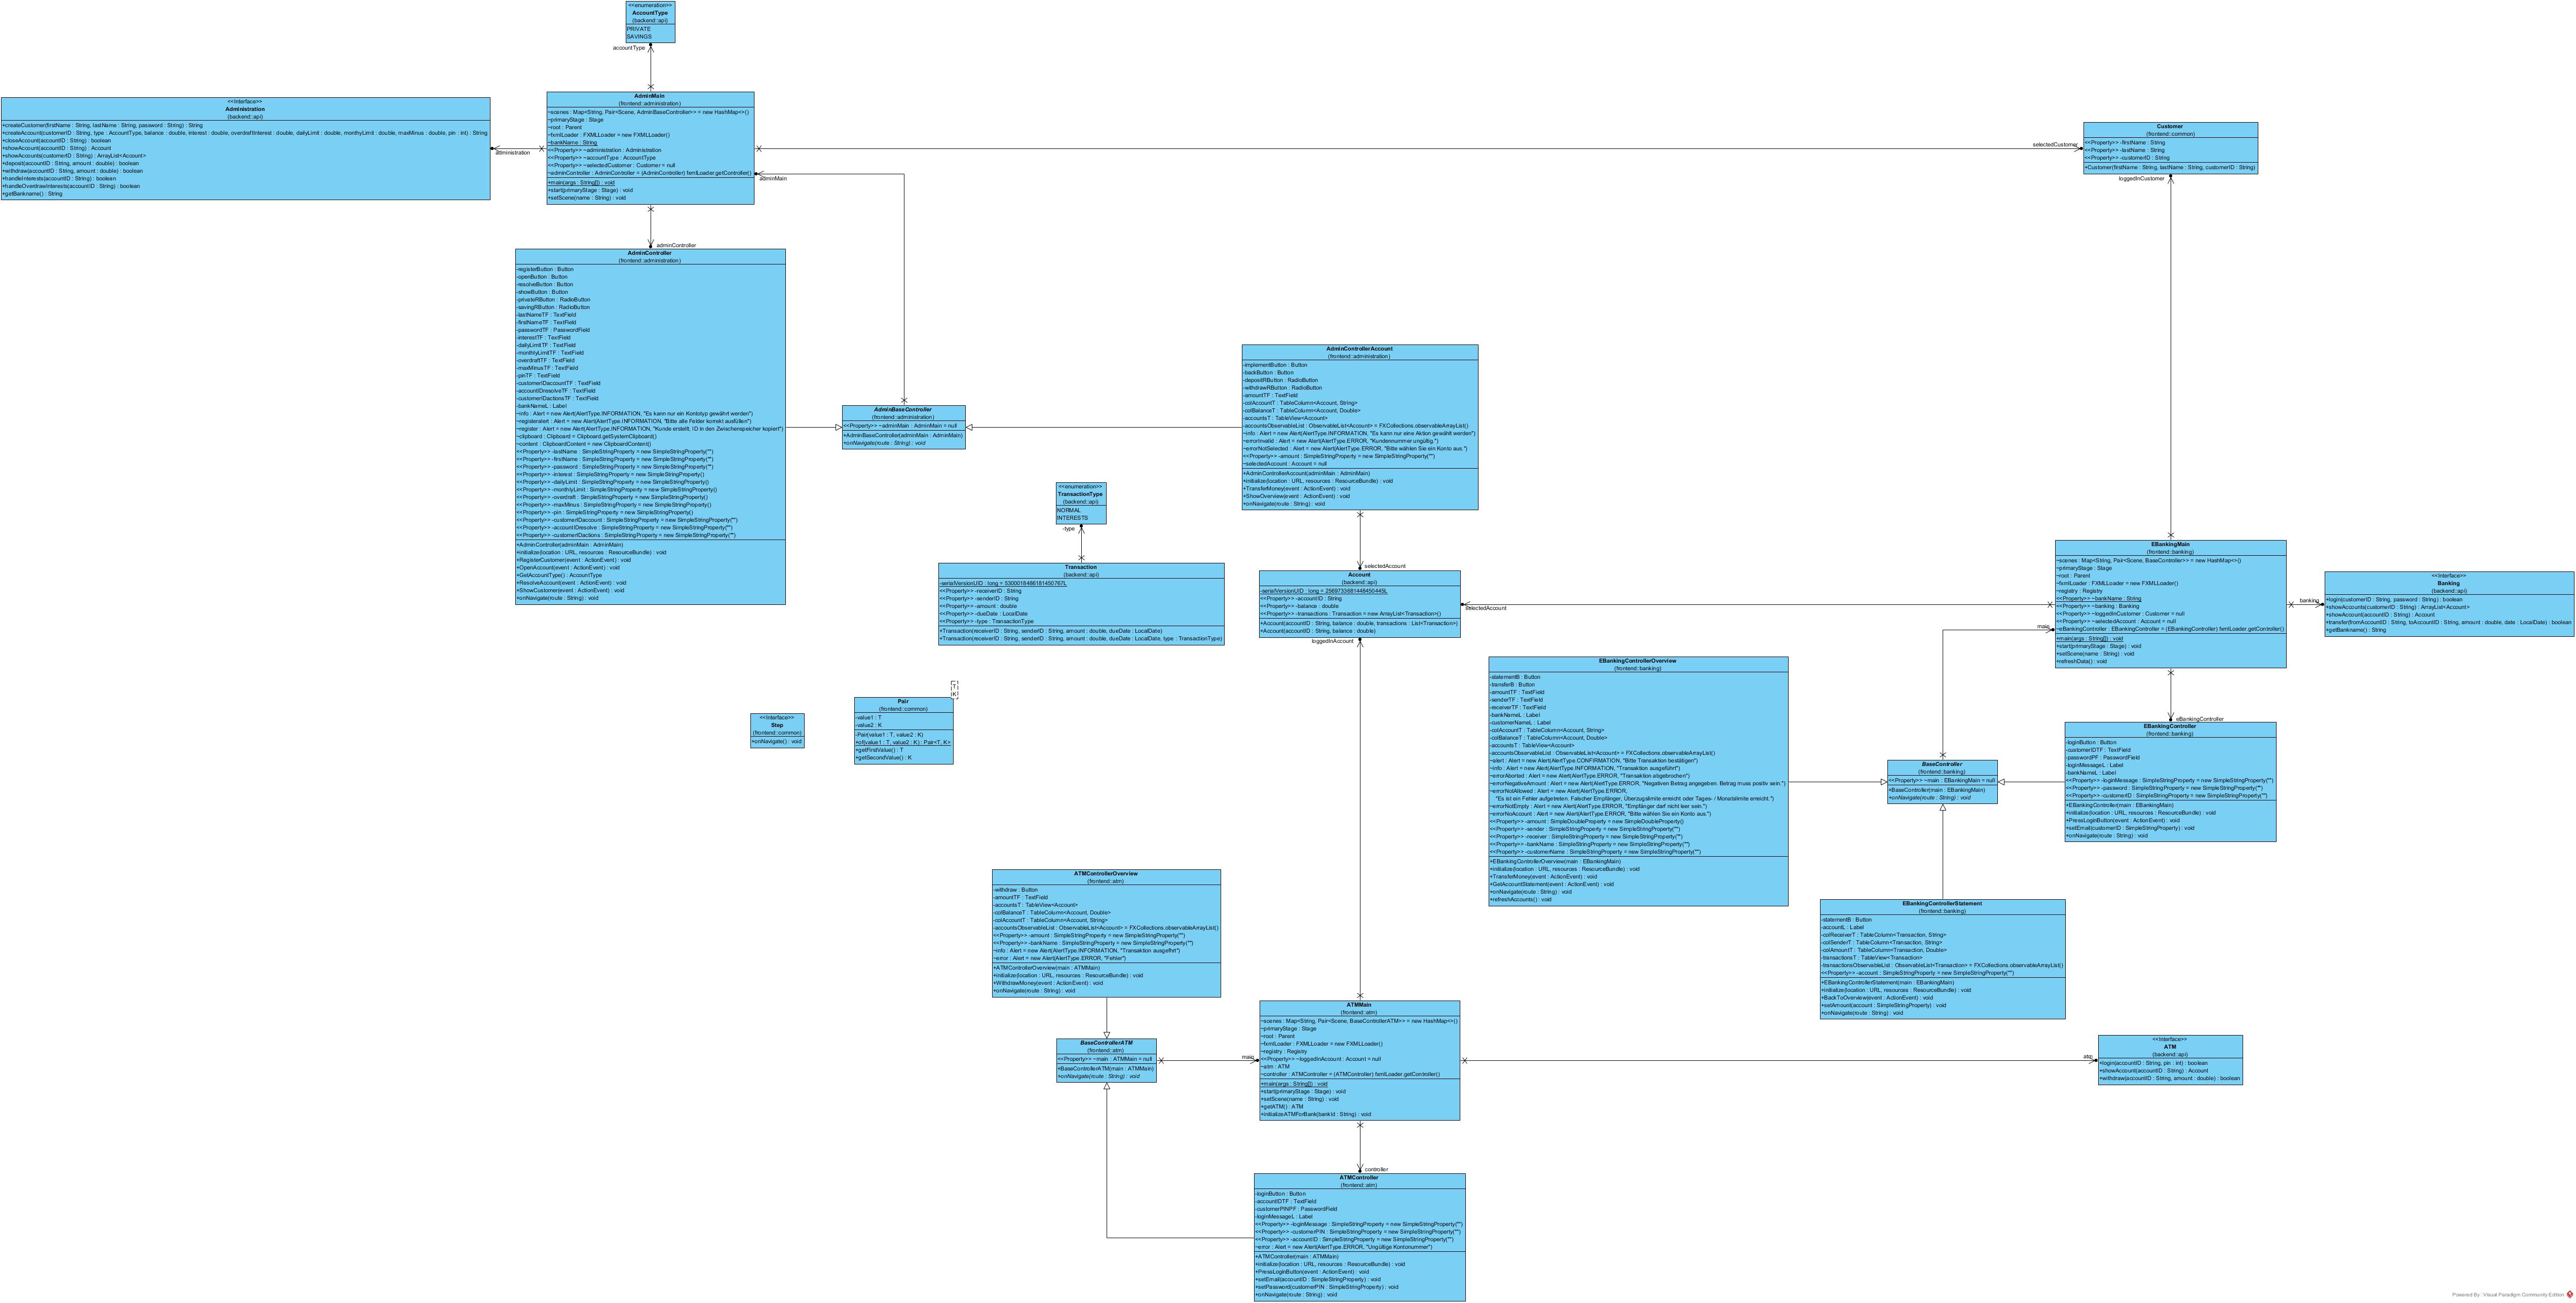 <<enumeration>>
AccountType
(backend::api)
PRIVATE
SAVINGS
accountType
<<Interface>>
Administration
(backend::api)
+createCustomer(firstName : String, lastName : String, password : String) : String
+createAccount(customerID : String, type : AccountType, balance : double, interest : double, overdraftInterest : double, dailyLimit : double, monthlyLimit : double, maxMinus : double, pin : int) : String
+closeAccount(accountID : String) : boolean
+showAccount(accountID : String) : Account
+showAccounts(customerID : String) : ArrayList<Account>
+deposit(accountID : String, amount : double) : boolean
+withdraw(accountID : String, amount : double) : boolean
+handleInterests(accountID : String) : boolean
+handleOverdrawInterests(accountID : String) : boolean
+getBankname() : String
administration
AdminMain
(frontend::administration)
~scenes : Map<String, Pair<Scene, AdminBaseController>> = new HashMap<>()
~primaryStage : Stage
~root : Parent
~fxmlLoader : FXMLLoader = new FXMLLoader()
~bankName : String
<<Property>> ~administration : Administration
<<Property>> ~accountType : AccountType
<<Property>> ~selectedCustomer : Customer = null
~adminController : AdminController = (AdminController) fxmlLoader.getController()
+main(args : String[]) : void
+start(primaryStage : Stage) : void
+setScene(name : String) : void
adminMain
selectedCustomer
Customer
(frontend::common)
<<Property>> -firstName : String
<<Property>> -lastName : String
<<Property>> -customerID : String
+Customer(firstName : String, lastName : String, customerID : String)
loggedInCustomer
adminController
AdminController
(frontend::administration)
-registerButton : Button
-openButton : Button
-resolveButton : Button
-showButton : Button
-privateRButton : RadioButton
-savingRButton : RadioButton
-lastNameTF : TextField
-firstNameTF : TextField
-passwordTF : PasswordField
-interestTF : TextField
-dailyLimitTF : TextField
-monthlyLimitTF : TextField
-overdraftTF : TextField
-maxMinusTF : TextField
-pinTF : TextField
-customerIDaccountTF : TextField
-accountIDresolveTF : TextField
-customerIDactionsTF : TextField
-bankNameL : Label
~info : Alert = new Alert(AlertType.INFORMATION, "Es kann nur ein Kontotyp gewährt werden")
~registeralert : Alert = new Alert(AlertType.INFORMATION, "Bitte alle Felder korrekt ausfüllen")
~register : Alert = new Alert(AlertType.INFORMATION, "Kunde erstellt, ID in den Zwischenspeicher kopiert")
~clipboard : Clipboard = Clipboard.getSystemClipboard()
~content : ClipboardContent = new ClipboardContent()
<<Property>> -lastName : SimpleStringProperty = new SimpleStringProperty("")
<<Property>> -firstName : SimpleStringProperty = new SimpleStringProperty("")
<<Property>> -password : SimpleStringProperty = new SimpleStringProperty("")
<<Property>> -interest : SimpleStringProperty = new SimpleStringProperty()
<<Property>> -dailyLimit : SimpleStringProperty = new SimpleStringProperty()
<<Property>> -monthlyLimit : SimpleStringProperty = new SimpleStringProperty()
<<Property>> -overdraft : SimpleStringProperty = new SimpleStringProperty()
<<Property>> -maxMinus : SimpleStringProperty = new SimpleStringProperty()
<<Property>> -pin : SimpleStringProperty = new SimpleStringProperty()
<<Property>> -customerIDaccount : SimpleStringProperty = new SimpleStringProperty("")
<<Property>> -accountIDresolve : SimpleStringProperty = new SimpleStringProperty("")
<<Property>> -customerIDactions : SimpleStringProperty = new SimpleStringProperty("")
+AdminController(adminMain : AdminMain)
+initialize(location : URL, resources : ResourceBundle) : void
+RegisterCustomer(event : ActionEvent) : void
+OpenAccount(event : ActionEvent) : void
+GetAccountType() : AccountType
+ResolveAccount(event : ActionEvent) : void
+ShowCustomer(event : ActionEvent) : void
+onNavigate(route : String) : void
AdminBaseController
(frontend::administration)
<<Property>> ~adminMain : AdminMain = null
+AdminBaseController(adminMain : AdminMain)
+onNavigate(route : String) : void
AdminControllerAccount
(frontend::administration)
-implementButton : Button
-backButton : Button
-depositRButton : RadioButton
-withdrawRButton : RadioButton
-amountTF : TextField
-colAccountT : TableColumn<Account, String>
-colBalanceT : TableColumn<Account, Double>
-accountsT : TableView<Account>
-accountsObservableList : ObservableList<Account> = FXCollections.observableArrayList()
~info : Alert = new Alert(AlertType.INFORMATION, "Es kann nur eine Aktion gewählt werden")
~errorInvalid : Alert = new Alert(AlertType.ERROR, "Kundennummer ungültig.")
~errorNotSelected : Alert = new Alert(AlertType.ERROR, "Bitte wählen Sie ein Konto aus.")
<<Property>> -amount : SimpleStringProperty = new SimpleStringProperty("")
~selectedAccount : Account = null
+AdminControllerAccount(adminMain : AdminMain)
+initialize(location : URL, resources : ResourceBundle) : void
+TransferMoney(event : ActionEvent) : void
+ShowOverview(event : ActionEvent) : void
+onNavigate(route : String) : void
<<enumeration>>
TransactionType
(backend::api)
NORMAL
INTERESTS
-type
Transaction
(backend::api)
-serialVersionUID : long = 5300018486181450767L
<<Property>> -receiverID : String
<<Property>> -senderID : String
<<Property>> -amount : double
<<Property>> -dueDate : LocalDate
<<Property>> -type : TransactionType
+Transaction(receiverID : String, senderID : String, amount : double, dueDate : LocalDate)
+Transaction(receiverID : String, senderID : String, amount : double, dueDate : LocalDate, type : TransactionType)
selectedAccount
Account
(backend::api)
-serialVersionUID : long = 2569733681448450445L
<<Property>> -accountID : String
<<Property>> -balance : double
<<Property>> -transactions : Transaction = new ArrayList<Transaction>()
+Account(accountID : String, balance : double, transactions : List<Transaction>)
+Account(accountID : String, balance : double)
selectedAccount
loggedInAccount
EBankingMain
(frontend::banking)
~scenes : Map<String, Pair<Scene, BaseController>> = new HashMap<>()
~primaryStage : Stage
~root : Parent
~fxmlLoader : FXMLLoader = new FXMLLoader()
~registry : Registry
<<Property>> ~bankName : String
<<Property>> ~banking : Banking
<<Property>> ~loggedInCustomer : Customer = null
<<Property>> ~selectedAccount : Account = null
~eBankingController : EBankingController = (EBankingController) fxmlLoader.getController()
+main(args : String[]) : void
+start(primaryStage : Stage) : void
+setScene(name : String) : void
+refreshData() : void
main
banking
<<Interface>>
Banking
(backend::api)
+login(customerID : String, password : String) : boolean
+showAccounts(customerID : String) : ArrayList<Account>
+showAccount(accountID : String) : Account
+transfer(fromAccountID : String, toAccountID : String, amount : double, date : LocalDate) : boolean
+getBankname() : String
<<Interface>>
Step
(frontend::common)
+onNavigate() : void
T
K
Pair
(frontend::common)
-value1 : T
-value2 : K
-Pair(value1 : T, value2 : K)
+of(value1 : T, value2 : K) : Pair<T, K>
+getFirstValue() : T
+getSecondValue() : K
EBankingControllerOverview
(frontend::banking)
-statementB : Button
-transferB : Button
-amountTF : TextField
-senderTF : TextField
-receiverTF : TextField
-bankNameL : Label
-customerNameL : Label
-colAccountT : TableColumn<Account, String>
-colBalanceT : TableColumn<Account, Double>
-accountsT : TableView<Account>
-accountsObservableList : ObservableList<Account> = FXCollections.observableArrayList()
~alert : Alert = new Alert(AlertType.CONFIRMATION, "Bitte Transaktion bestätigen")
~info : Alert = new Alert(AlertType.INFORMATION, "Transaktion ausgeführt")
~errorAborted : Alert = new Alert(AlertType.ERROR, "Transaktion abgebrochen")
~errorNegativeAmount : Alert = new Alert(AlertType.ERROR, "Negativen Betrag angegeben. Betrag muss positiv sein.")
~errorNotAllowed : Alert = new Alert(AlertType.ERROR,
"Es ist ein Fehler aufgetreten. Falscher Empfänger, Überzugslimite erreicht oder Tages- / Monatslimite erreicht.")
~errorNotEmpty : Alert = new Alert(AlertType.ERROR, "Empfänger darf nicht leer sein.")
~errorNoAccount : Alert = new Alert(AlertType.ERROR, "Bitte wählen Sie ein Konto aus.")
<<Property>> -amount : SimpleDoubleProperty = new SimpleDoubleProperty()
<<Property>> -sender : SimpleStringProperty = new SimpleStringProperty("")
<<Property>> -receiver : SimpleStringProperty = new SimpleStringProperty("")
<<Property>> -bankName : SimpleStringProperty = new SimpleStringProperty("")
<<Property>> -customerName : SimpleStringProperty = new SimpleStringProperty("")
+EBankingControllerOverview(main : EBankingMain)
+initialize(location : URL, resources : ResourceBundle) : void
+TransferMoney(event : ActionEvent) : void
+GetAccountStatement(event : ActionEvent) : void
+onNavigate(route : String) : void
+refreshAccounts() : void
BaseController
(frontend::banking)
<<Property>> ~main : EBankingMain = null
+BaseController(main : EBankingMain)
+onNavigate(route : String) : void
eBankingController
EBankingController
(frontend::banking)
-loginButton : Button
-customerIDTF : TextField
-passwordPF : PasswordField
-loginMessageL : Label
-bankNameL : Label
<<Property>> -loginMessage : SimpleStringProperty = new SimpleStringProperty("")
<<Property>> -password : SimpleStringProperty = new SimpleStringProperty("")
<<Property>> -customerID : SimpleStringProperty = new SimpleStringProperty("")
+EBankingController(main : EBankingMain)
+initialize(location : URL, resources : ResourceBundle) : void
+PressLoginButton(event : ActionEvent) : void
+setEmail(customerID : SimpleStringProperty) : void
+onNavigate(route : String) : void
ATMControllerOverview
(frontend::atm)
-withdraw : Button
-amountTF : TextField
-accountsT : TableView<Account>
-colBalanceT : TableColumn<Account, Double>
-colAccountT : TableColumn<Account, String>
-accountsObservableList : ObservableList<Account> = FXCollections.observableArrayList()
<<Property>> -amount : SimpleStringProperty = new SimpleStringProperty("")
<<Property>> -bankName : SimpleStringProperty = new SimpleStringProperty("")
~info : Alert = new Alert(AlertType.INFORMATION, "Transaktion ausgefhrt")
~error : Alert = new Alert(AlertType.ERROR, "Fehler")
+ATMControllerOverview(main : ATMMain)
+initialize(location : URL, resources : ResourceBundle) : void
+WithdrawMoney(event : ActionEvent) : void
+onNavigate(route : String) : void
EBankingControllerStatement
(frontend::banking)
-statementB : Button
-accountL : Label
-colReceiverT : TableColumn<Transaction, String>
-colSenderT : TableColumn<Transaction, String>
-colAmountT : TableColumn<Transaction, Double>
-transactionsT : TableView<Transaction>
-transactionsObservableList : ObservableList<Transaction> = FXCollections.observableArrayList()
<<Property>> -account : SimpleStringProperty = new SimpleStringProperty("")
+EBankingControllerStatement(main : EBankingMain)
+initialize(location : URL, resources : ResourceBundle) : void
+BackToOverview(event : ActionEvent) : void
+setAmount(account : SimpleStringProperty) : void
+onNavigate(route : String) : void
BaseControllerATM
(frontend::atm)
<<Property>> ~main : ATMMain = null
+BaseControllerATM(main : ATMMain)
+onNavigate(route : String) : void
main
ATMMain
(frontend::atm)
~scenes : Map<String, Pair<Scene, BaseControllerATM>> = new HashMap<>()
~primaryStage : Stage
~root : Parent
~fxmlLoader : FXMLLoader = new FXMLLoader()
~registry : Registry
<<Property>> ~loggedInAccount : Account = null
~atm : ATM
~controller : ATMController = (ATMController) fxmlLoader.getController()
+main(args : String[]) : void
+start(primaryStage : Stage) : void
+setScene(name : String) : void
+getATM() : ATM
+initializeATMForBank(bankId : String) : void
atm
<<Interface>>
ATM
(backend::api)
+login(accountID : String, pin : int) : boolean
+showAccount(accountID : String) : Account
+withdraw(accountID : String, amount : double) : boolean
controller
ATMController
(frontend::atm)
-loginButton : Button
-accountIDTF : TextField
-customerPINPF : PasswordField
-loginMessageL : Label
<<Property>> -loginMessage : SimpleStringProperty = new SimpleStringProperty("")
<<Property>> -customerPIN : SimpleStringProperty = new SimpleStringProperty("")
<<Property>> -accountID : SimpleStringProperty = new SimpleStringProperty("")
~error : Alert = new Alert(AlertType.ERROR, "Ungültige Kontonummer")
+ATMController(main : ATMMain)
+initialize(location : URL, resources : ResourceBundle) : void
+PressLoginButton(event : ActionEvent) : void
+setEmail(accountID : SimpleStringProperty) : void
+setPassword(customerPIN : SimpleStringProperty) : void
+onNavigate(route : String) : void
Powered By Visual Paradigm Community Edition